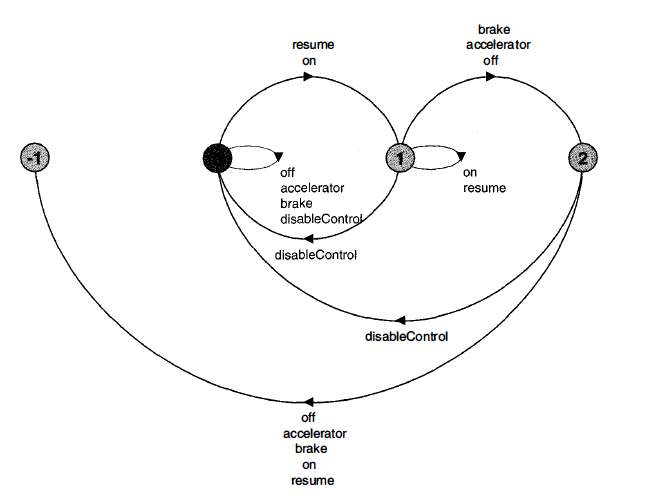 resume
on
brake
accelerator
off
-1
1
2
off
accelerator
brake
disableControl
on
resume
disableControl
disableControl
off
accelerator
brake
on
resume